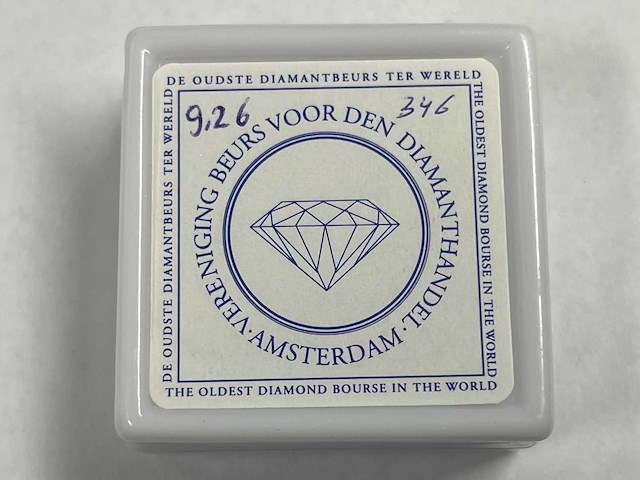 DE OUDSTE DIAMANTBEURS TER WERELD
THE OLDEST DIAMOND BOURSE IN THE WORLD
THE OLDEST DIAMOND BOURSE IN THE WORLD
DE OUDSTE DIAMANTBEURS TER WERELD
9,26
346
VERENIGING BEURS VOOR DEN DIAMANTHANDEL
· AMSTERDAM ·